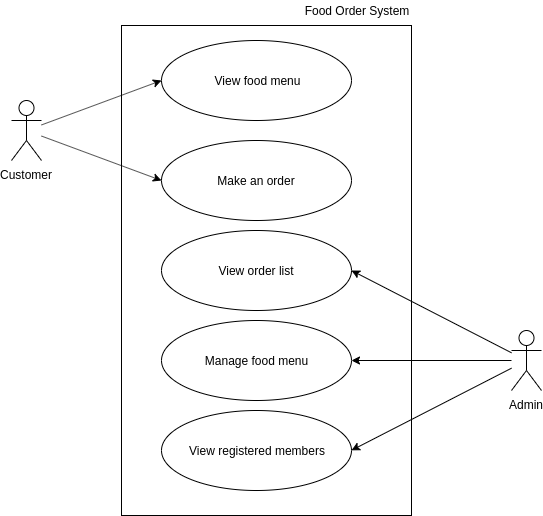 Food Order System
View food menu
Customer
Make an order
View order list
Manage food menu
Admin
View registered members